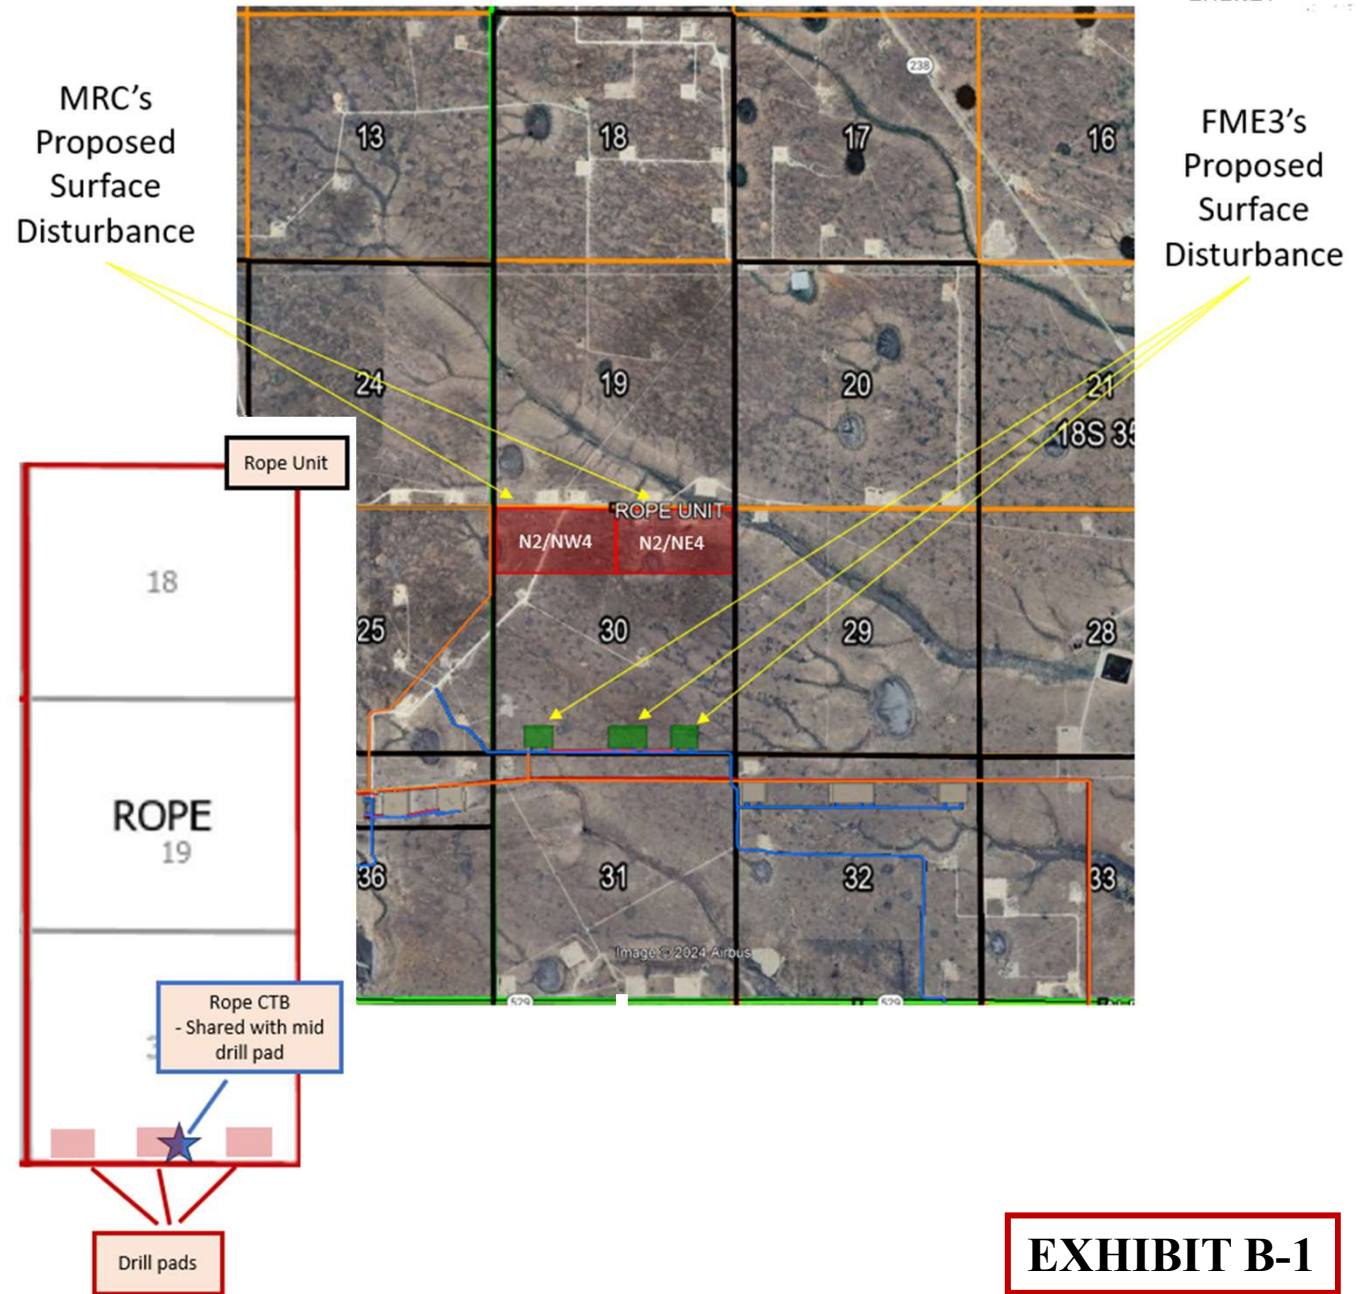 MRC's
Proposed
Surface
Disturbance
FME3's
Proposed
Surface
Disturbance
238
13
18
17
16
24
19
20
21
18S 35
ROPE UNIT
N2/NW4
N2/NE4
25
30
29
28
36
31
32
33
Image © 2024 Airbus
529
529
Rope Unit
18
ROPE
19
Rope CTB
- Shared with mid
drill pad
3
Drill pads
EXHIBIT B-1